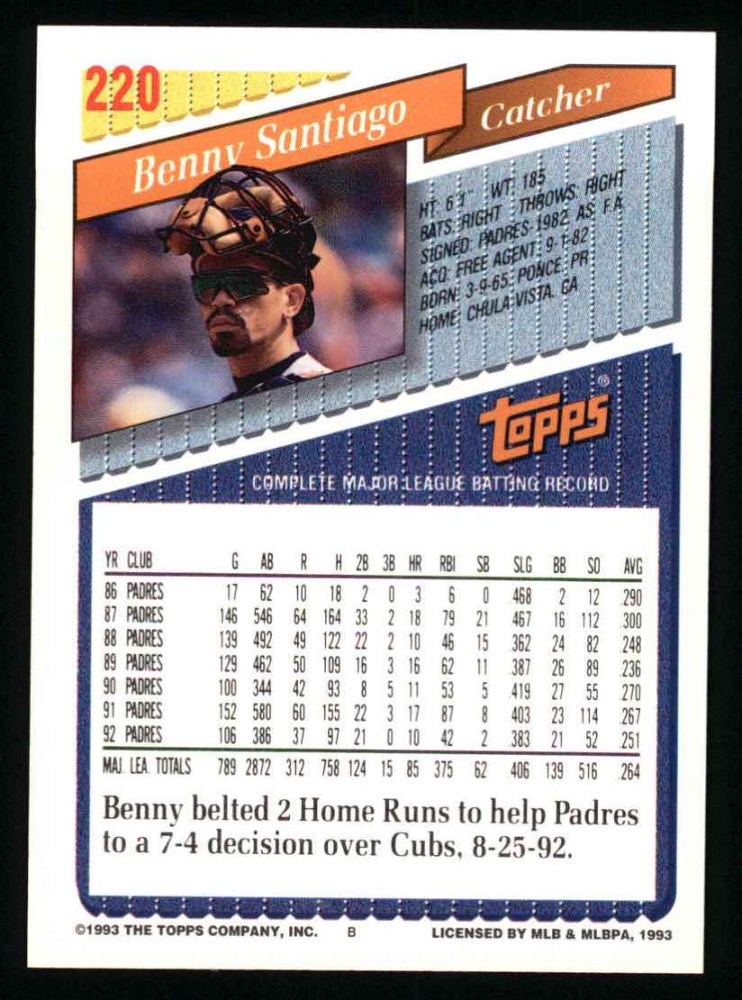 220
Benny Santiago
Catcher
HT: 6'1" WT: 185
BATS: RIGHT THROWS: RIGHT
SIGNED: PADRES-1982 AS F.A.
ACQ: FREE AGENT, 9-1-82
BORN: 3-9-65, PONCE, PR
HOME: CHULA VISTA, CA
topps®
COMPLETE MAJOR LEAGUE BATTING RECORD
YR CLUB G AB R H 2B 3B HR RBI SB SLG BB SO AVG
86 PADRES 17 62 10 18 2 0 3 6 0 .468 2 12 .290
87 PADRES 146 546 64 164 33 2 18 79 21 .467 16 112 .300
88 PADRES 139 492 49 122 22 2 10 46 15 .362 24 82 .248
89 PADRES 129 462 50 109 16 3 16 62 11 .387 26 89 .236
90 PADRES 100 344 42 93 8 5 11 53 5 .419 27 55 .270
91 PADRES 152 580 60 155 22 3 17 87 8 .403 23 114 .267
92 PADRES 106 386 37 97 21 0 10 42 2 .383 21 52 .251
MAJ. LEA. TOTALS 789 2872 312 758 124 15 85 375 62 .406 139 516 .264
Benny belted 2 Home Runs to help Padres
to a 7-4 decision over Cubs, 8-25-92.
©1993 THE TOPPS COMPANY, INC. B LICENSED BY MLB & MLBPA, 1993